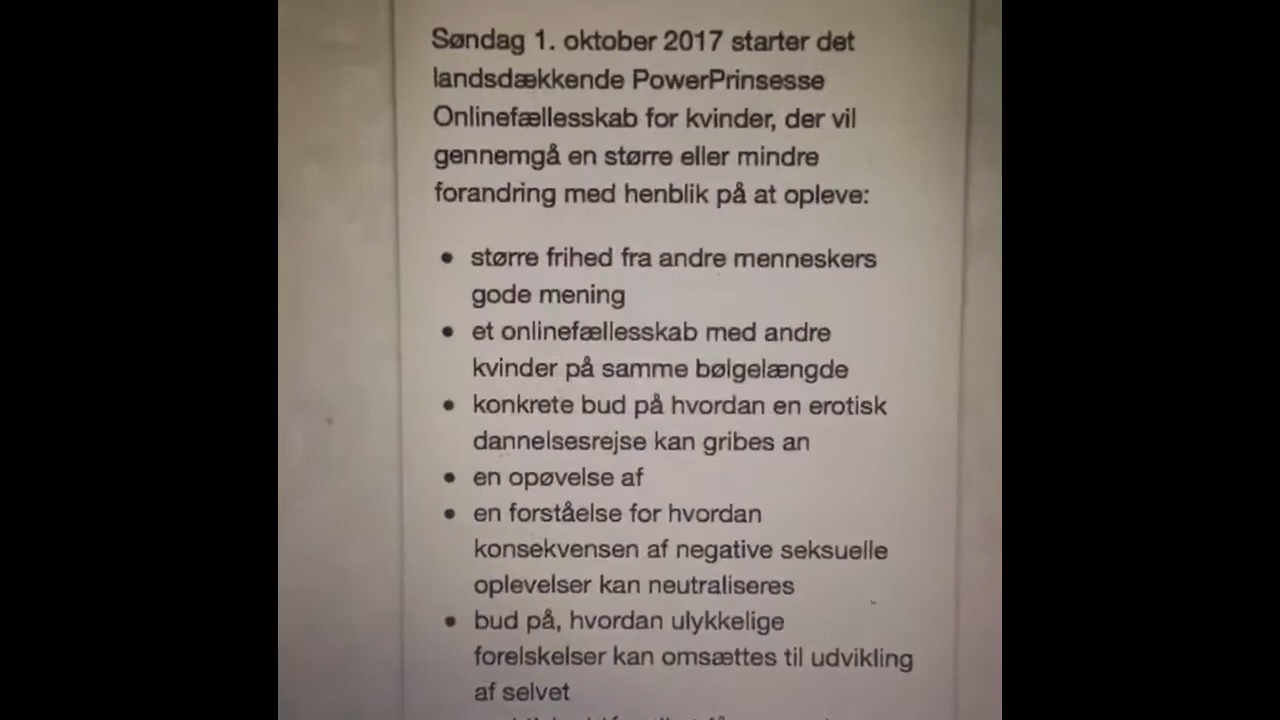 Søndag 1. oktober 2017 starter det
landsdækkende PowerPrinsesse
Onlinefællesskab for kvinder, der vil
gennemgå en større eller mindre
forandring med henblik på at opleve:
• større frihed fra andre menneskers
gode mening
• et onlinefællesskab med andre
kvinder på samme bølgelængde
• konkrete bud på hvordan en erotisk
dannelsesrejse kan gribes an
• en opøvelse af
• en forståelse for hvordan
konsekvensen af negative seksuelle
oplevelser kan neutraliseres
• bud på, hvordan ulykkelige
forelskelser kan omsættes til udvikling
af selvet